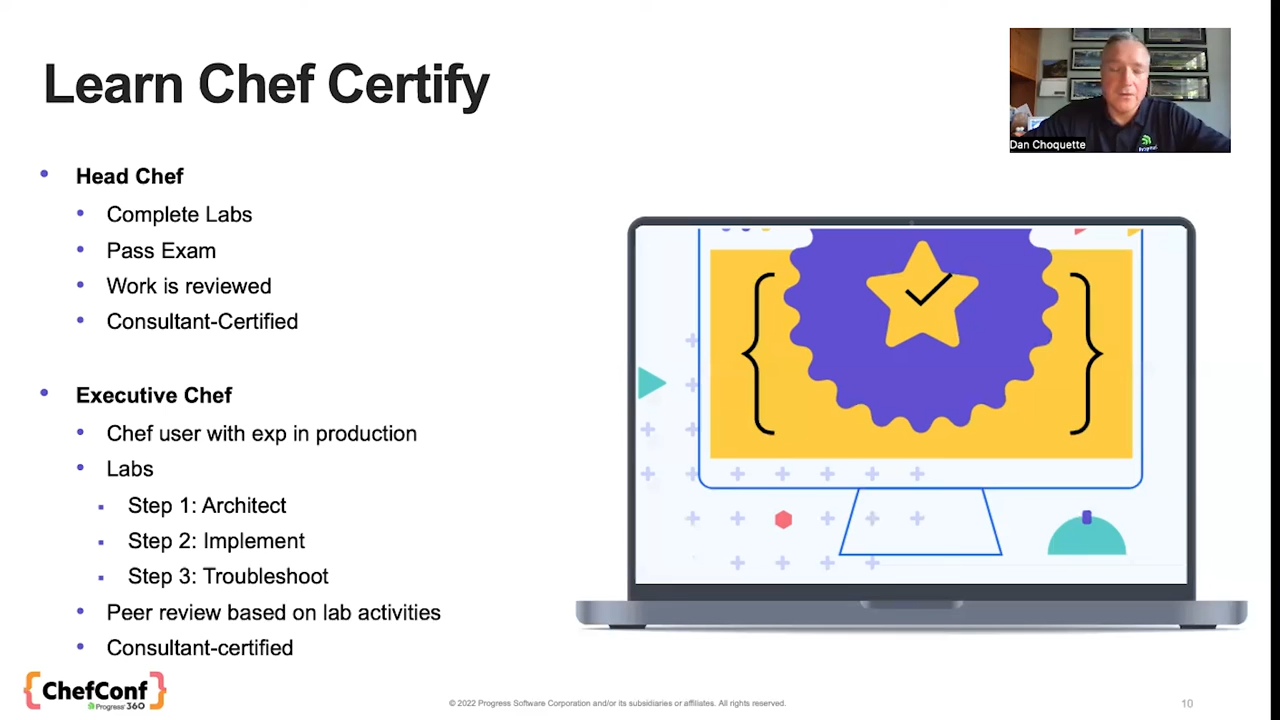 Learn Chef Certify
Dan Choquette
Head Chef
Complete Labs
Pass Exam
Work is reviewed
Consultant-Certified
Executive Chef
Chef user with exp in production
Labs
Step 1: Architect
Step 2: Implement
Step 3: Troubleshoot
Peer review based on lab activities
Consultant-certified
ChefConf
Progress 360
© 2022 Progress Software Corporation and/or its subsidiaries or affiliates. All rights reserved.
10